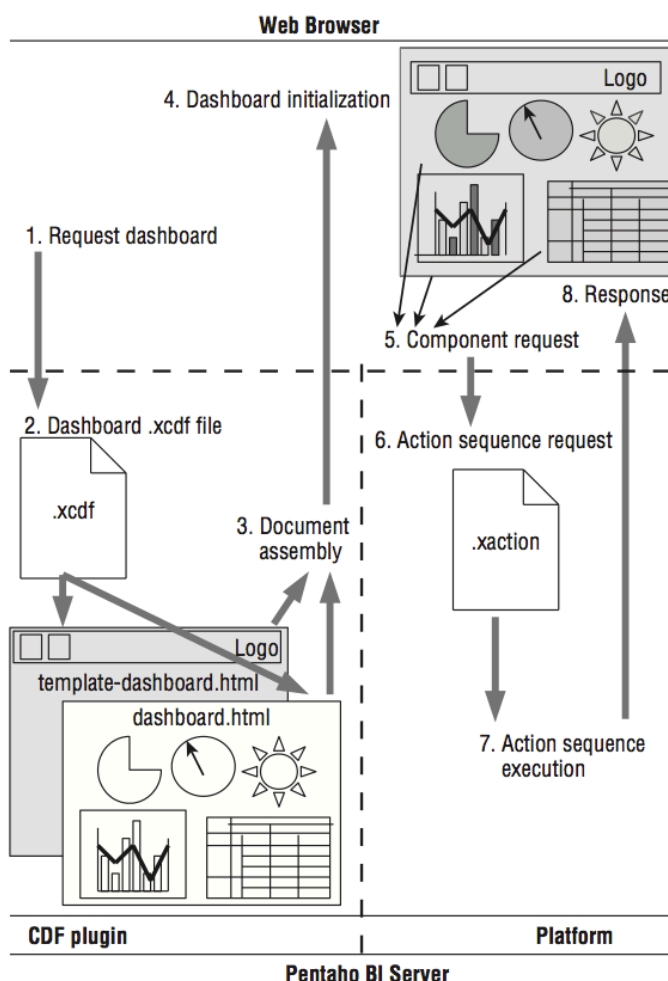 Web Browser
4. Dashboard initialization
Logo
1. Request dashboard
8. Response
5. Component request
2. Dashboard .xcdf file
6. Action sequence request
.xcdf
3. Document
assembly
.xaction
Logo
template-dashboard.html
dashboard.html
7. Action sequence
execution
CDF plugin
Platform
Pentaho BI Server